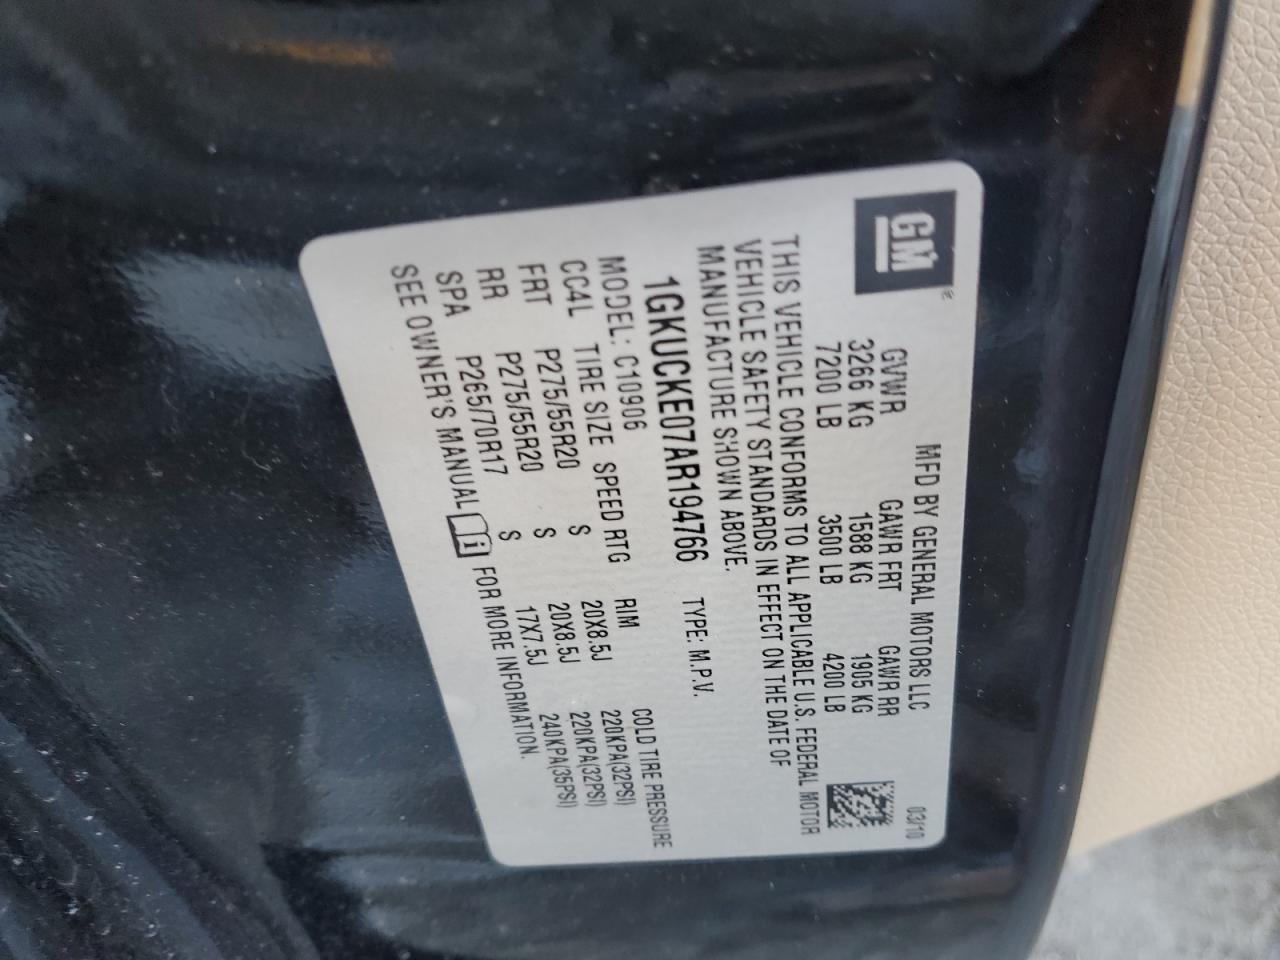 GM®
MFD BY GENERAL MOTORS LLC 03/10
GVWR GAWR FRT GAWR RR
3266 KG 1588 KG 1905 KG
7200 LB 3500 LB 4200 LB
THIS VEHICLE CONFORMS TO ALL APPLICABLE U.S. FEDERAL MOTOR
VEHICLE SAFETY STANDARDS IN EFFECT ON THE DATE OF
MANUFACTURE SHOWN ABOVE.
1GKUCKE07AR194766 TYPE: M.P.V.
MODEL: C10906
CC4L TIRE SIZE SPEED RTG RIM COLD TIRE PRESSURE
FRT P275/55R20 S 20X8.5J 220KPA(32PSI)
RR P275/55R20 S 20X8.5J 220KPA(32PSI)
SPA P265/70R17 S 17X7.5J 240KPA(35PSI)
SEE OWNER'S MANUAL i FOR MORE INFORMATION.